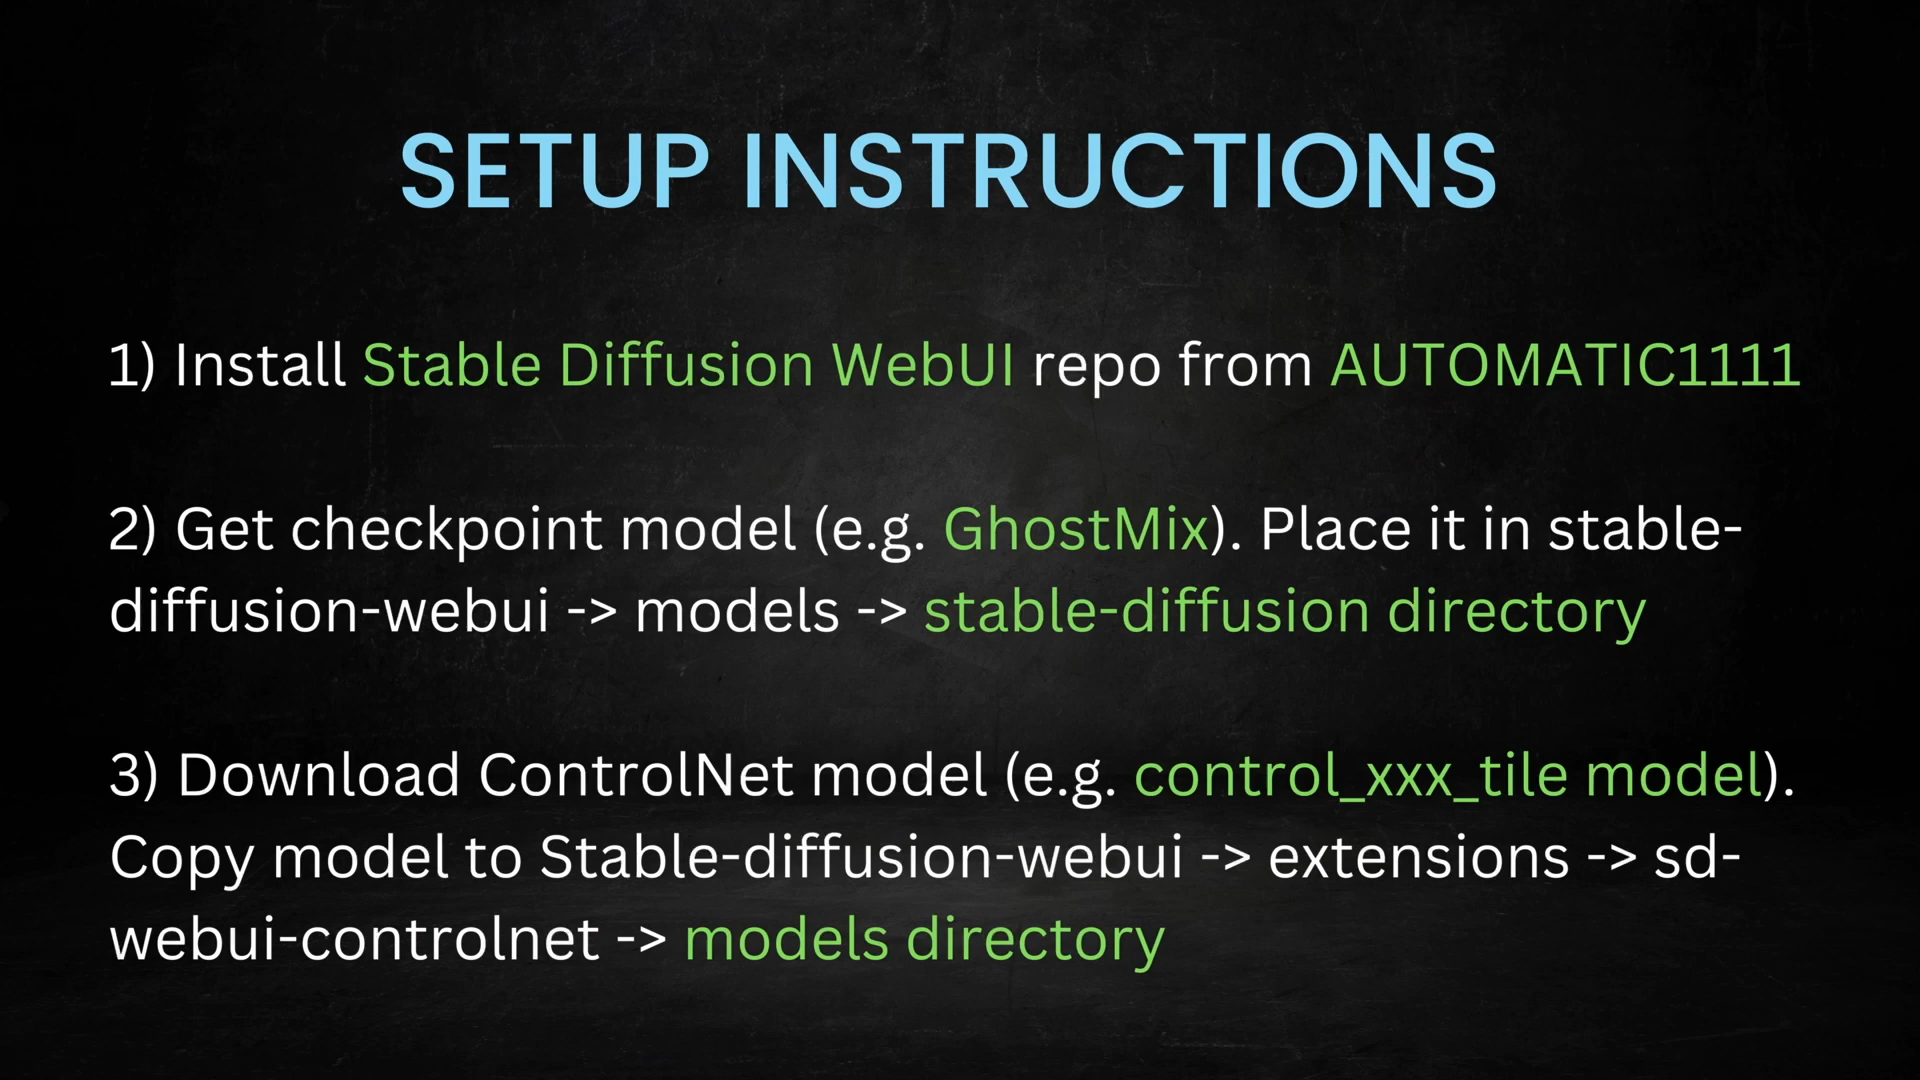 SETUP INSTRUCTIONS
1) Install Stable Diffusion WebUI repo from AUTOMATIC1111
2) Get checkpoint model (e.g. GhostMix). Place it in stable-
diffusion-webui -> models -> stable-diffusion directory
3) Download ControlNet model (e.g. control_xxx_tile model).
Copy model to Stable-diffusion-webui -> extensions -> sd-
webui-controlnet -> models directory